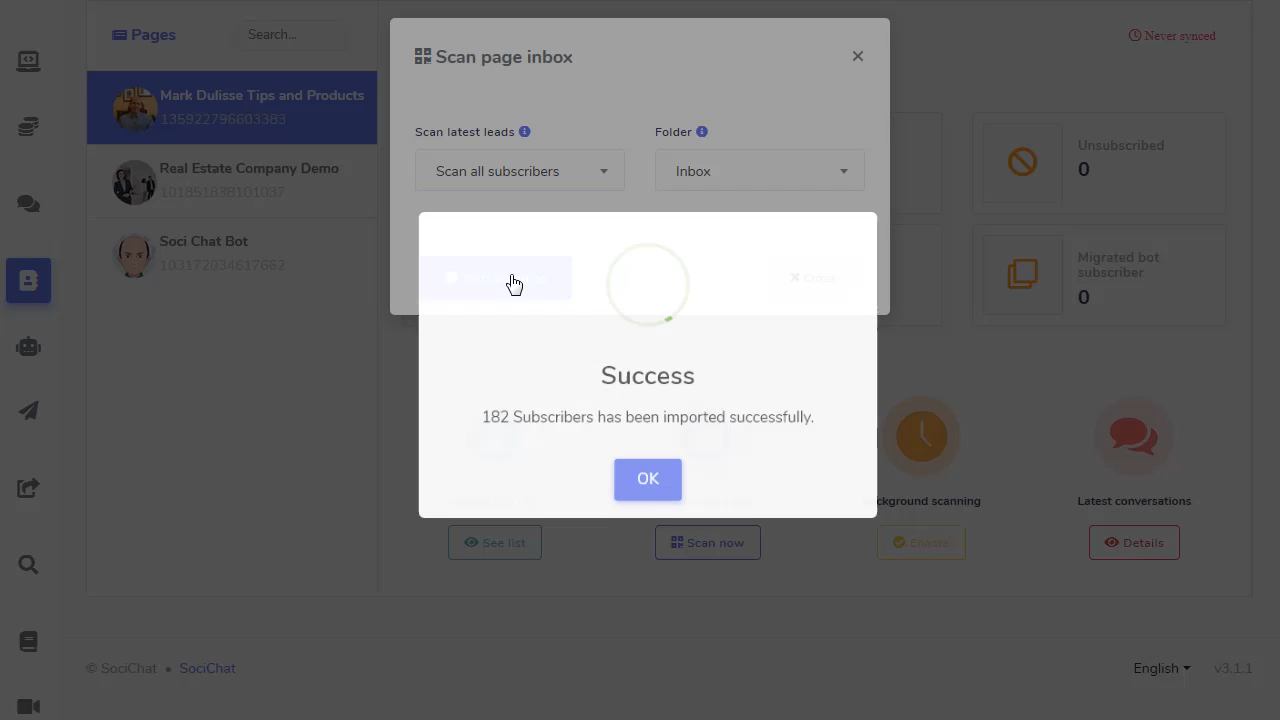 Pages
Search...
Mark Dulisse Tips and Products
135922796603383
Real Estate Company Demo
101851838101037
Soci Chat Bot
103172034617662
Scan page inbox
Scan latest leads
Folder
Scan all subscribers
Inbox
Close
Never synced
Unsubscribed
0
Migrated bot
subscriber
0
Success
182 Subscribers has been imported successfully.
OK
ckground scanning
Latest conversations
See list
Scan now
Enable
Details
© SociChat • SociChat
English
v3.1.1